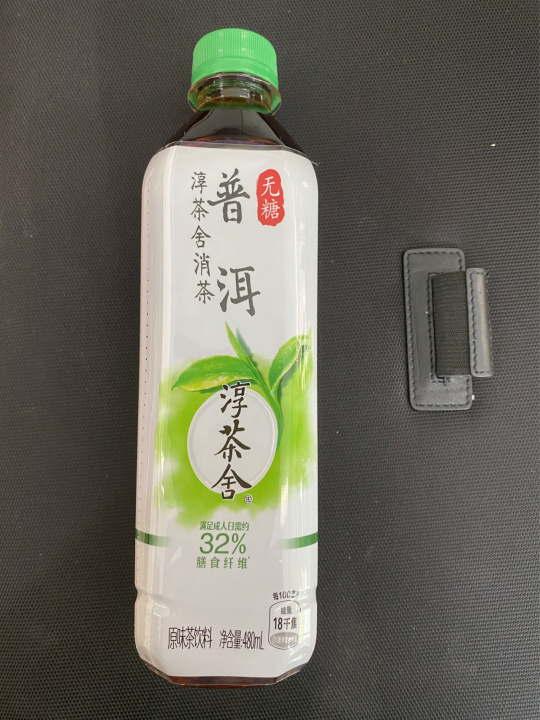 无糖
普洱
淳茶舍消茶
淳茶舍
满足成人日需约
32%
膳食纤维*
每100毫
能量
18千焦
原味茶饮料 净含量:480mL